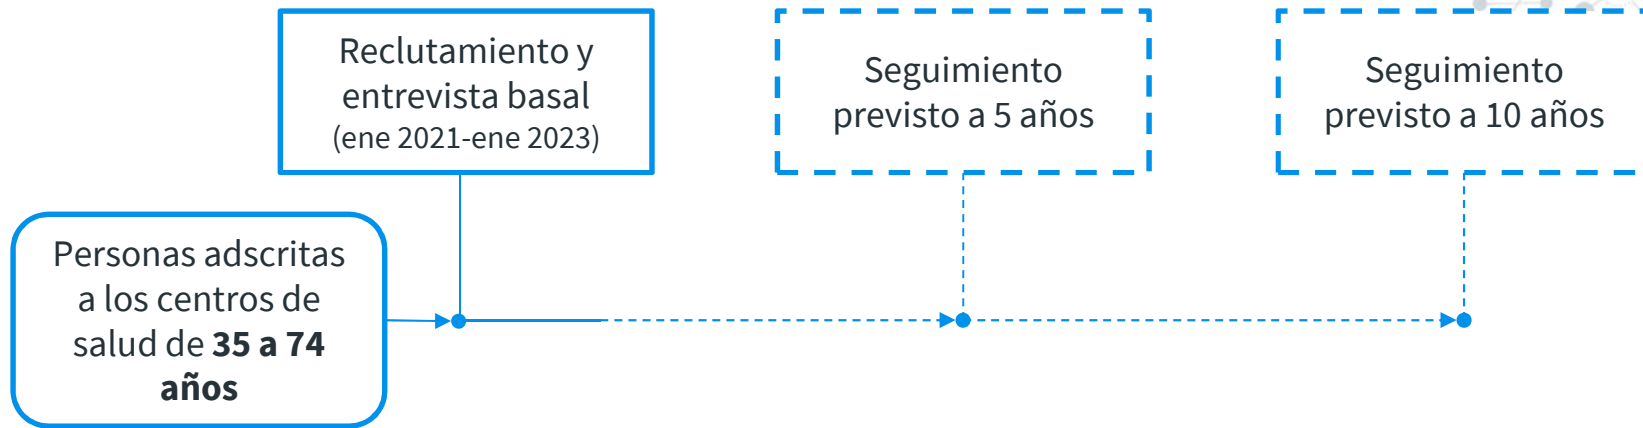 Reclutamiento y
entrevista basal
(ene 2021-ene 2023)
Seguimiento
previsto a 5 años
Seguimiento
previsto a 10 años
Personas adscritas
a los centros de
salud de 35 a 74
años